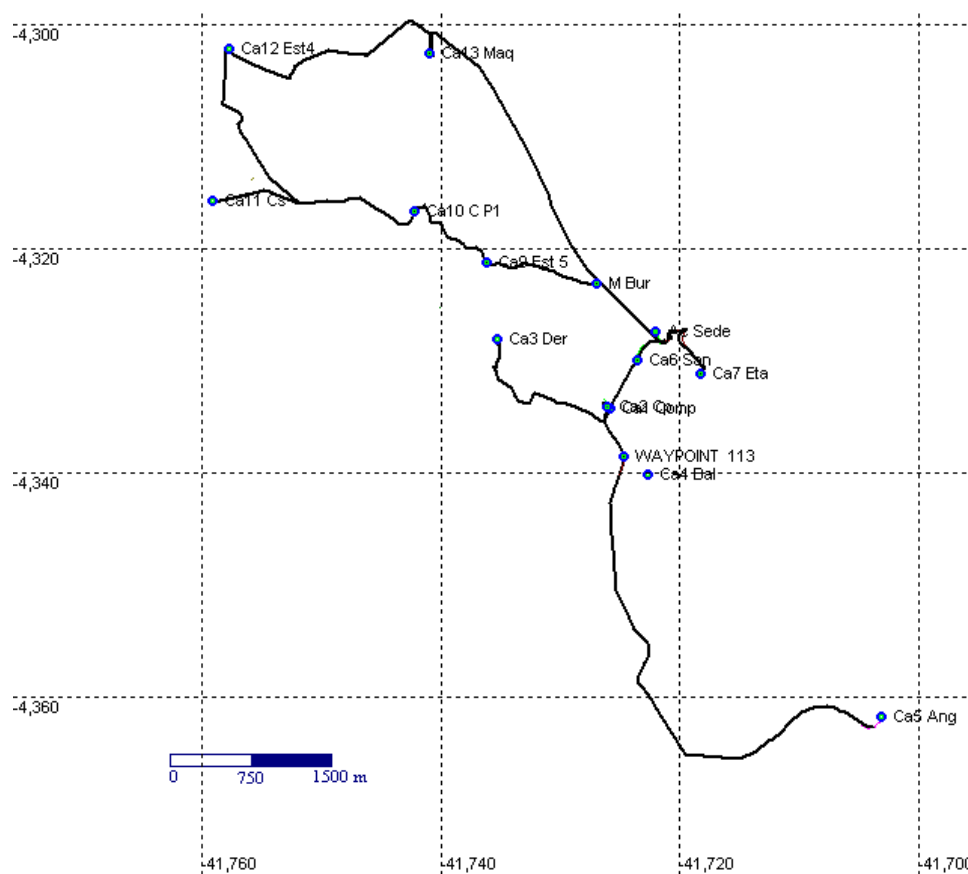 -4,300
Ca12 Est4
Ca13 Maq
Ca11 Cs
Ca10 C P1
-4,320
Ca9 Est 5
M Bur
Sede
Ca3 Der
Ca6 San
Ca7 Eta
Comp
WAYPOINT 113
-4,340
Ca4 Bal
-4,360
Ca5 Ang
0 750 1500 m
-41,760 -41,740 -41,720 -41,700